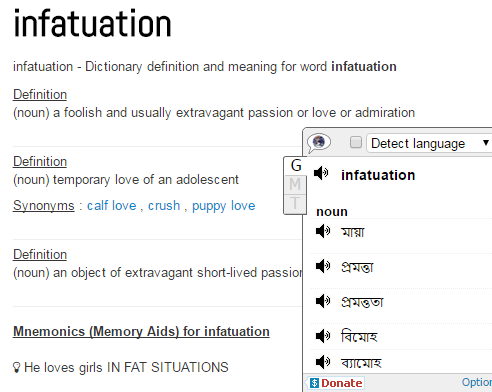 infatuation
infatuation - Dictionary definition and meaning for word infatuation
Definition
(noun) a foolish and usually extravagant passion or love or admiration
Definition
(noun) temporary love of an adolescent
Synonyms : calf love , crush , puppy love
Definition
(noun) an object of extravagant short-lived passion
Mnemonics (Memory Aids) for infatuation
He loves girls IN FAT SITUATIONS
Detect language
G
M
T
infatuation
noun
মায়া
প্রমত্তা
প্রমত্ততা
বিমোহ
ব্যামোহ
$ Donate
Option